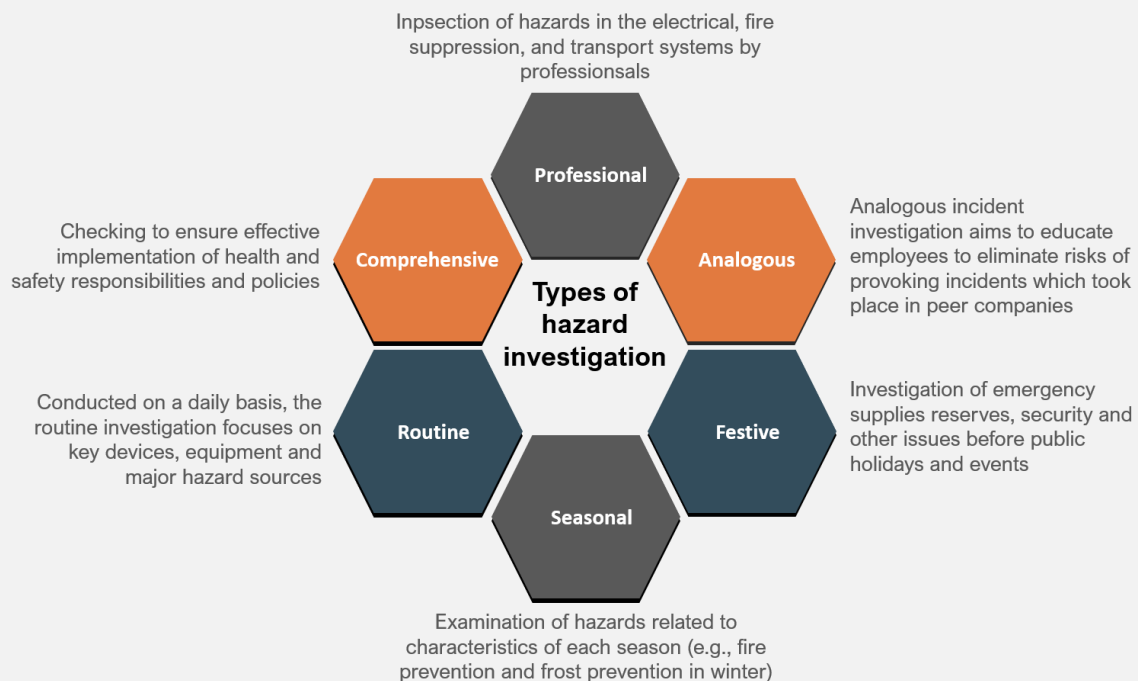 Inpsection of hazards in the electrical, fire
suppression, and transport systems by
professionsals
Professional
Checking to ensure effective
implementation of health and
safety responsibilities and policies
Comprehensive
Analogous
Analogous incident
investigation aims to educate
employees to eliminate risks of
provoking incidents which took
place in peer companies
Types of
hazard
investigation
Conducted on a daily basis, the
routine investigation focuses on
key devices, equipment and
major hazard sources
Routine
Festive
Investigation of emergency
supplies reserves, security and
other issues before public
holidays and events
Seasonal
Examination of hazards related to
characteristics of each season (e.g., fire
prevention and frost prevention in winter)